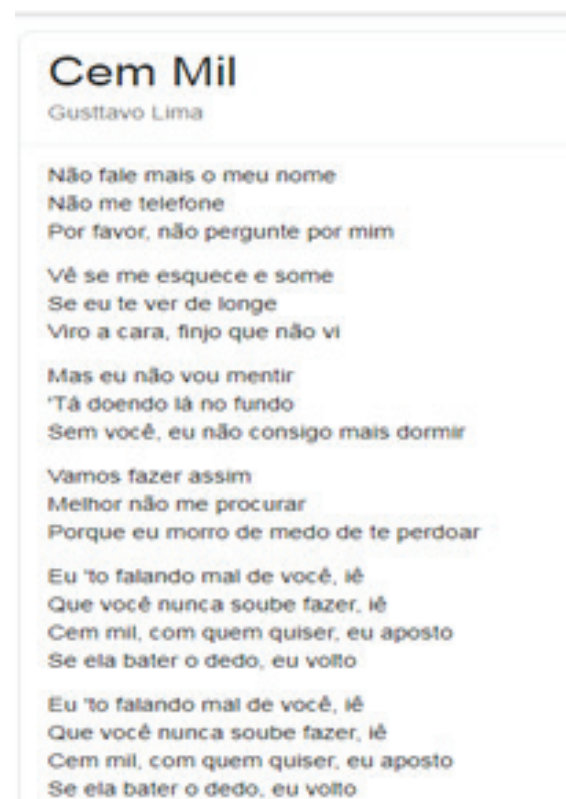 Cem Mil
Gusttavo Lima
Não fale mais o meu nome
Não me telefone
Por favor, não pergunte por mim
Vê se me esquece e some
Se eu te ver de longe
Viro a cara, finjo que não vi
Mas eu não vou mentir
'Tá doendo lá no fundo
Sem você, eu não consigo mais dormir
Vamos fazer assim
Melhor não me procurar
Porque eu morro de medo de te perdoar
Eu 'to falando mal de você, iê
Que você nunca soube fazer, iê
Cem mil, com quem quiser, eu aposto
Se ela bater o dedo, eu volto
Eu 'to falando mal de você, iê
Que você nunca soube fazer, iê
Cem mil, com quem quiser, eu aposto
Se ela bater o dedo, eu volto